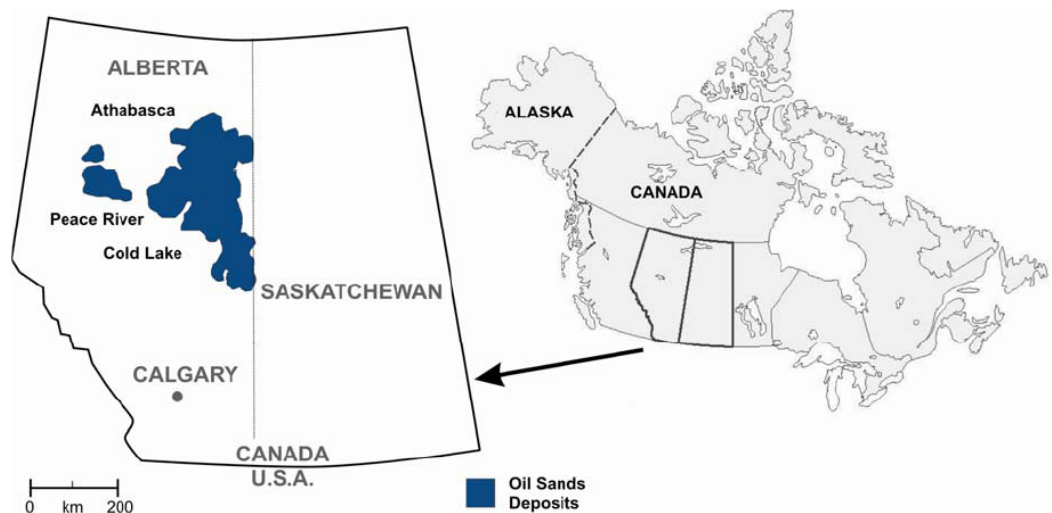 ALBERTA
Athabasca
Peace River
Cold Lake
SASKATCHEWAN
CALGARY
CANADA
U.S.A.
0 km 200
ALASKA
CANADA
Oil Sands
Deposits